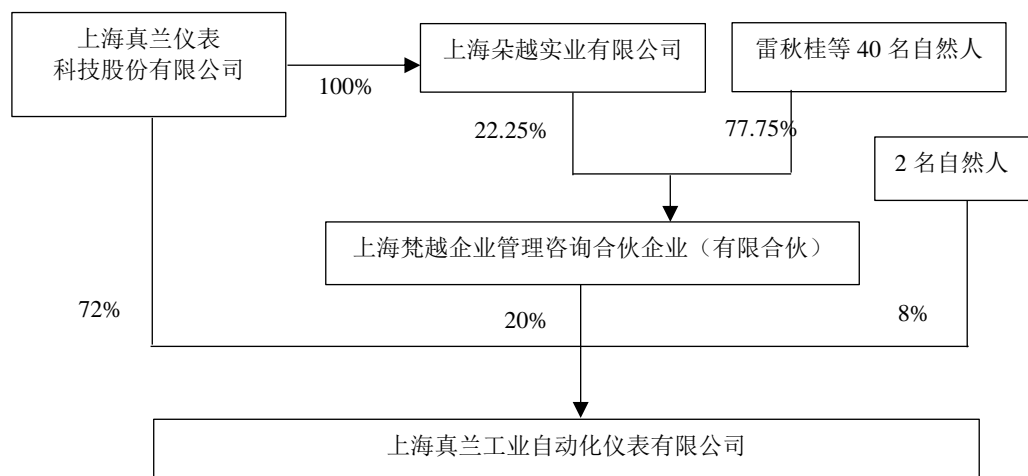 上海真兰仪表
科技股份有限公司
上海朵越实业有限公司
雷秋桂等 40 名自然人
100%
22.25%
77.75%
2 名自然人
上海梵越企业管理咨询合伙企业（有限合伙）
72%
20%
8%
上海真兰工业自动化仪表有限公司